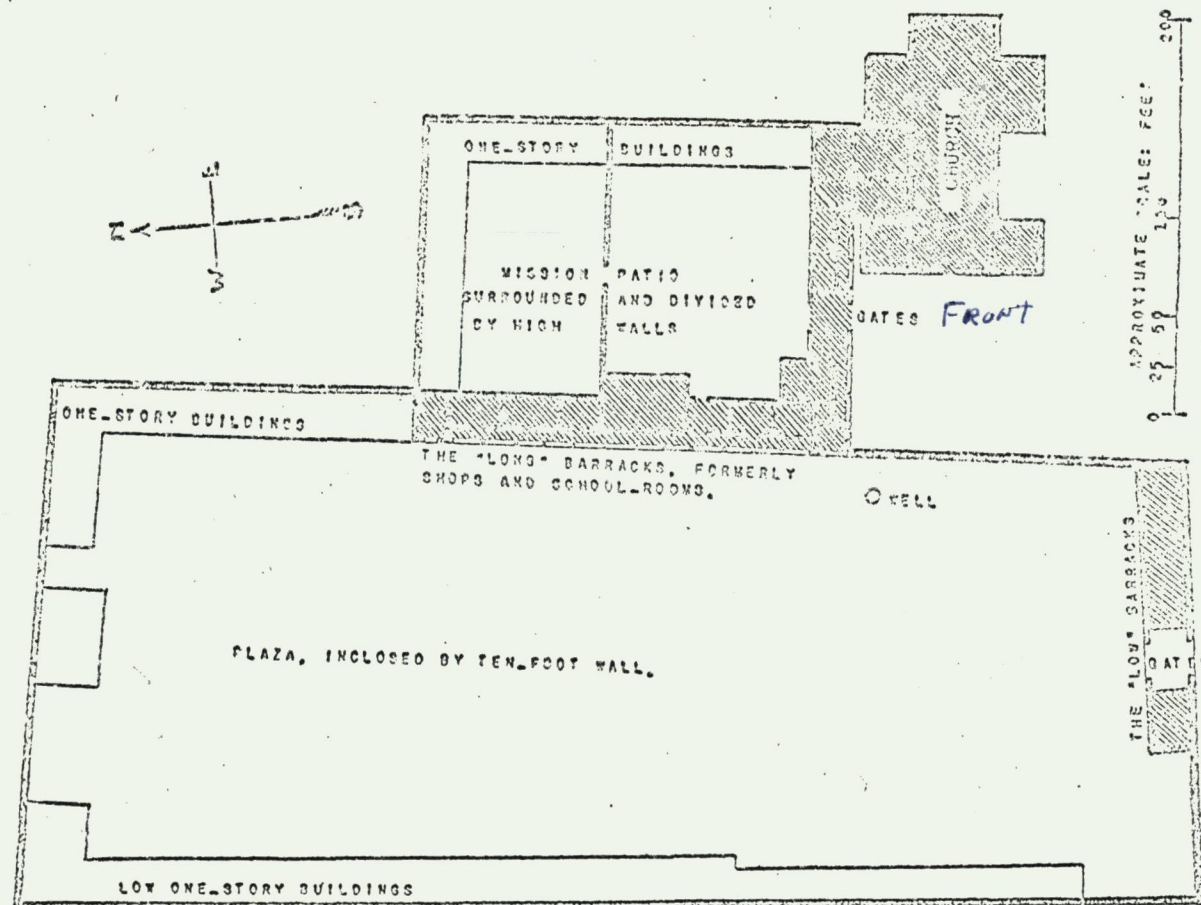 200
APPROXIMATE SCALE: FEET
100
50
25
0
CHURCH
ONE-STORY BUILDINGS
E
N
S
W
MISSION PATIO
SURROUNDED AND DIVIDED
BY HIGH WALLS
GATES FRONT
ONE-STORY BUILDINGS
THE "LONG" BARRACKS, FORMERLY
SHOPS AND SCHOOL-ROOMS.
WELL
THE "LOW" BARRACKS
GATE
PLAZA, INCLOSED BY TEN-FOOT WALL.
LOW ONE-STORY BUILDINGS